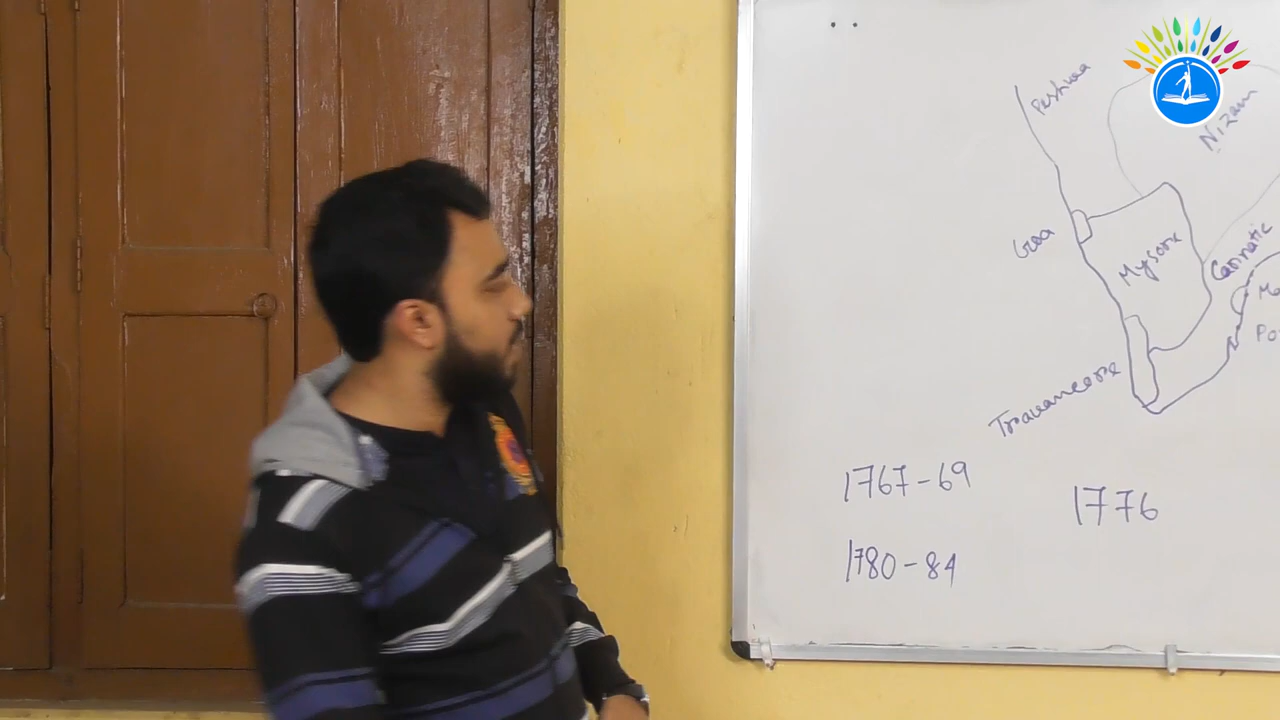 Peshwa
Nizam
Goa
Mysore
Carnatic
Travancore
1767-69
1776
1780-84